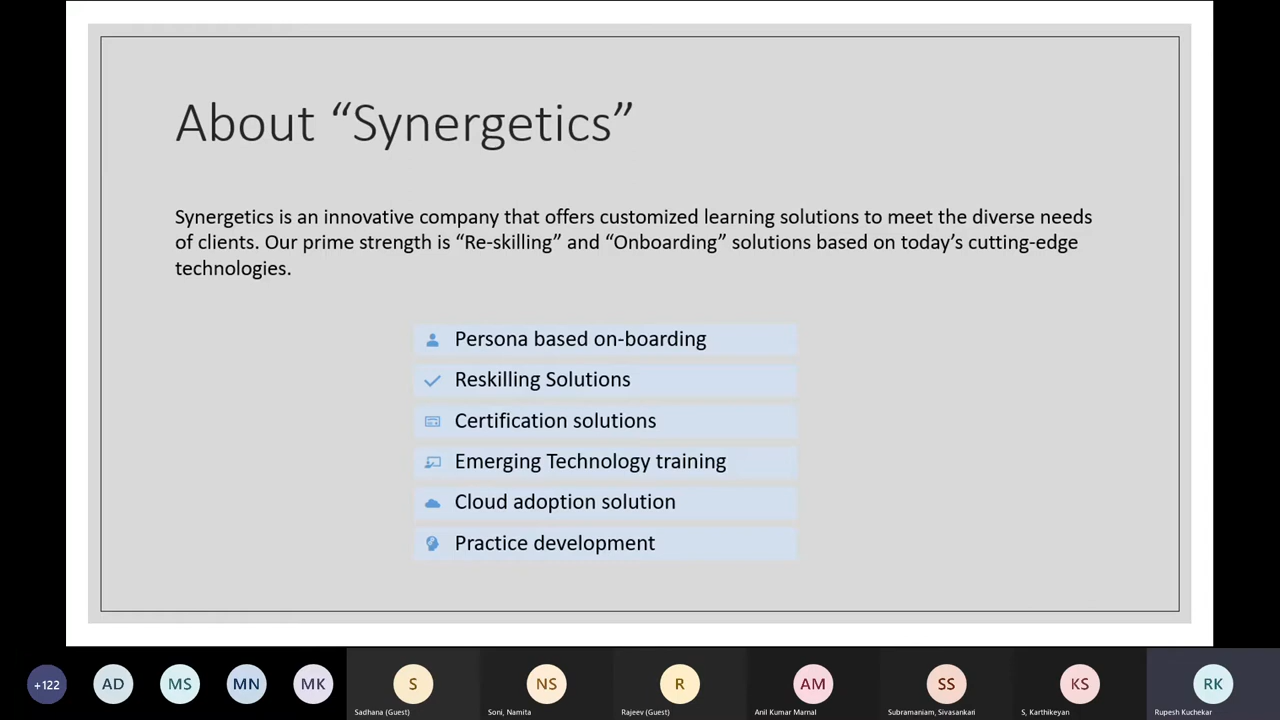 About “Synergetics”
Synergetics is an innovative company that offers customized learning solutions to meet the diverse needs
of clients. Our prime strength is “Re-skilling” and “Onboarding” solutions based on today’s cutting-edge
technologies.
Persona based on-boarding
Reskilling Solutions
Certification solutions
Emerging Technology training
Cloud adoption solution
Practice development
+122 AD MS MN MK S NS R AM SS KS RK
Sadhana (Guest) Soni, Namita Rajeev (Guest) Anil Kumar Marnal Subramaniam, Sivasankari S, Karthikeyan Rupesh Kuchekar